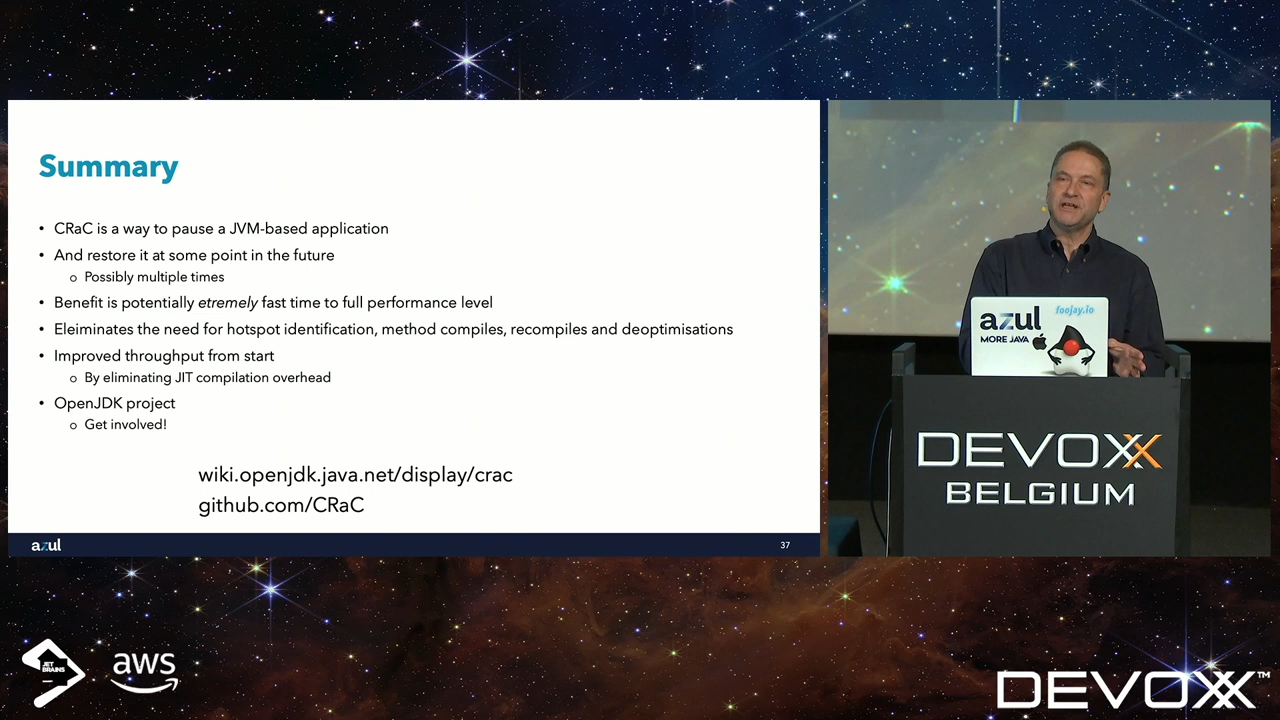 Summary
• CRaC is a way to pause a JVM-based application
• And restore it at some point in the future
o Possibly multiple times
• Benefit is potentially etremely fast time to full performance level
• Eleiminates the need for hotspot identification, method compiles, recompiles and deoptimisations
• Improved throughput from start
o By eliminating JIT compilation overhead
• OpenJDK project
o Get involved!
wiki.openjdk.java.net/display/crac
github.com/CRaC
azul
37
azul
MORE JAVA
foojay.io
DEVOXX
BELGIUM
JET
BRAINS
aws
DEVOXX™